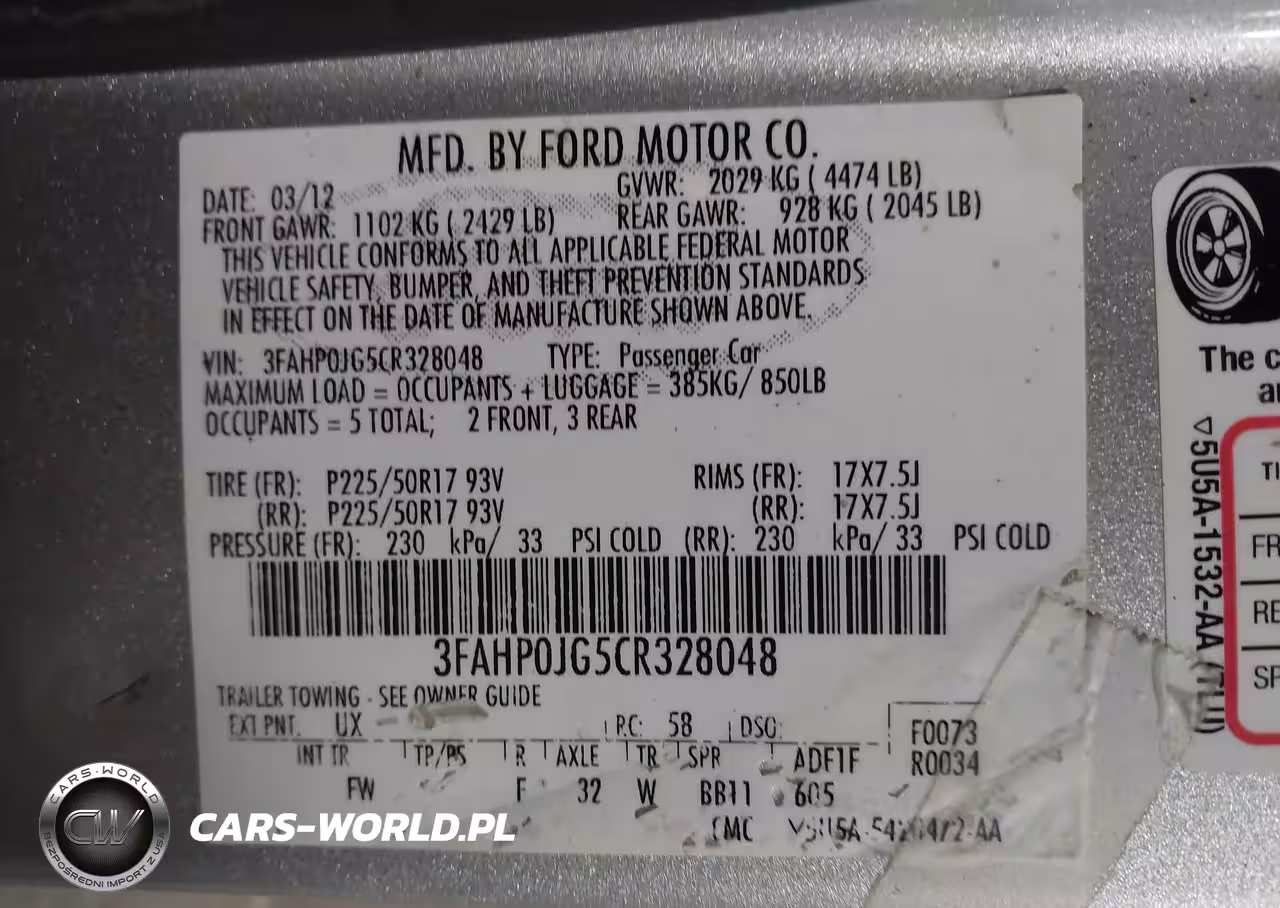 MFD. BY FORD MOTOR CO.
DATE: 03/12 GVWR: 2029 KG ( 4474 LB)
FRONT GAWR: 1102 KG ( 2429 LB) REAR GAWR: 928 KG ( 2045 LB)
THIS VEHICLE CONFORMS TO ALL APPLICABLE FEDERAL MOTOR
VEHICLE SAFETY, BUMPER, AND THEFT PREVENTION STANDARDS
IN EFFECT ON THE DATE OF MANUFACTURE SHOWN ABOVE.
VIN: 3FAHP0JG5CR328048 TYPE: Passenger Car
MAXIMUM LOAD = OCCUPANTS + LUGGAGE = 385KG/ 850LB
OCCUPANTS = 5 TOTAL; 2 FRONT, 3 REAR
TIRE (FR): P225/50R17 93V RIMS (FR): 17X7.5J
(RR): P225/50R17 93V (RR): 17X7.5J
PRESSURE (FR): 230 kPa/ 33 PSI COLD (RR): 230 kPa/ 33 PSI COLD
3FAHP0JG5CR328048
TRAILER TOWING - SEE OWNER GUIDE
EXT PNT: UX RC: 58 DSO: F0073
INT TR TP/PS R AXLE TR SPR ADF1F R0034
FW F 32 W BB11 605
The c
▽5U5A-1532-AA
TI
FR
RE
SP
CARS-WORLD
CW
BEZPOŚREDNI IMPORT Z USA
CARS-WORLD.PL